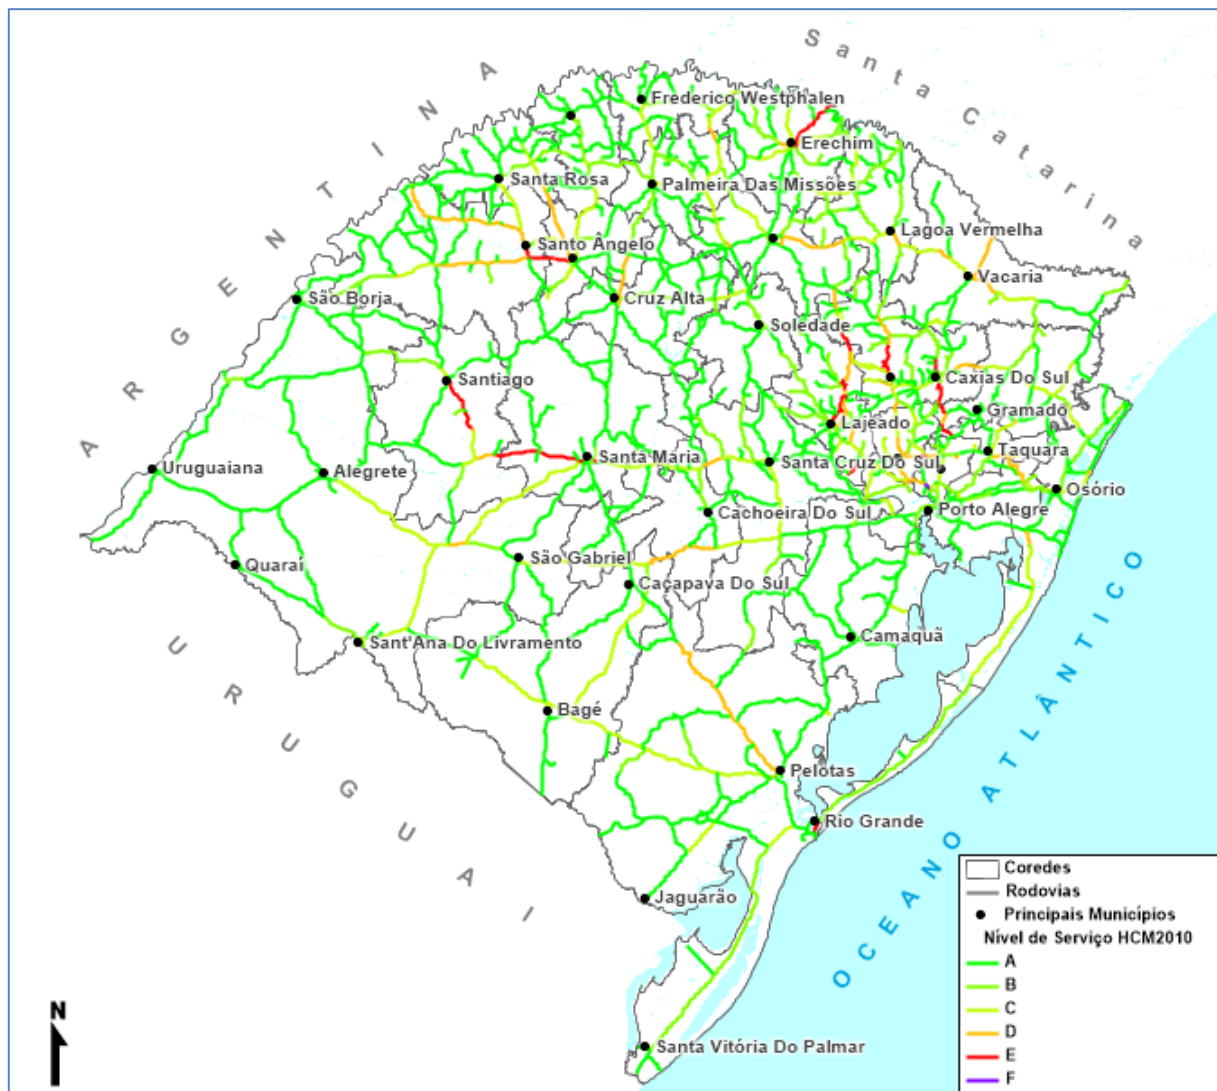 Santa Catarina
ARGENTINA
Frederico Westphalen
Erechim
Santa Rosa
Palmeira Das Missões
Lagoa Vermelha
Santo Ângelo
Vacaria
São Borja
Cruz Alta
Soledade
Santiago
Caxias Do Sul
Gramado
Lajeado
Taquara
Uruguaiana
Alegrete
Santa Maria
Santa Cruz Do Sul
Osório
Cachoeira Do Sul
Porto Alegre
São Gabriel
Quaraí
Caçapava Do Sul
Camaquã
Sant'Ana Do Livramento
URUGUAI
Bagé
Pelotas
Rio Grande
OCEANO ATLÂNTICO
Jaguarão
Santa Vitória Do Palmar
N
Coredes
Rodovias
Principais Municípios
Nível de Serviço HCM2010
A
B
C
D
E
F